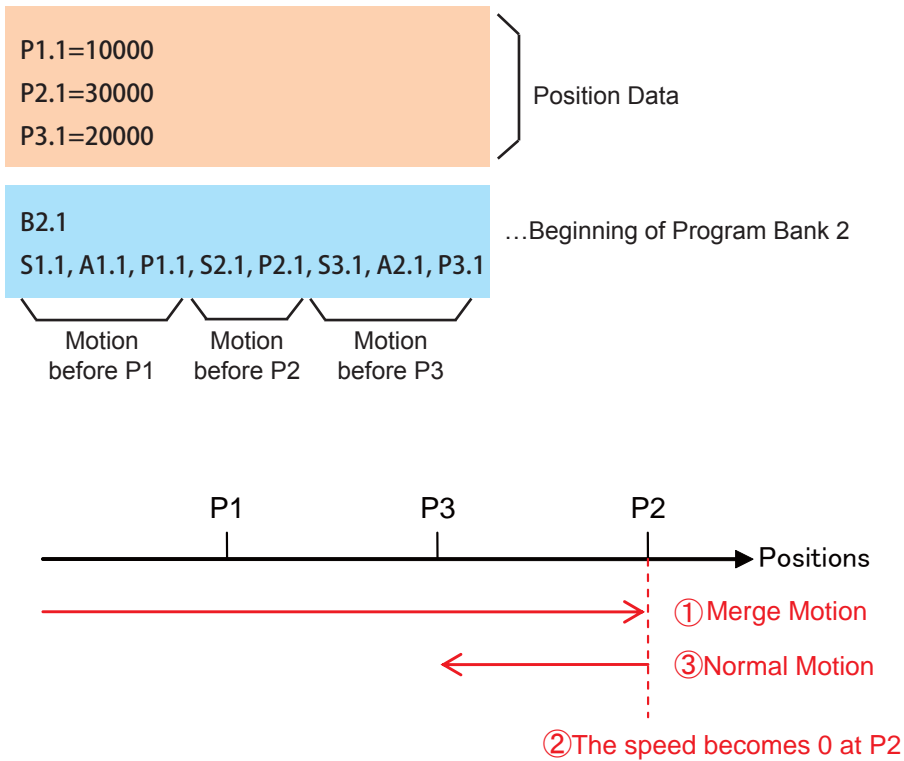 P1.1=10000
P2.1=30000
P3.1=20000
Position Data
B2.1
…Beginning of Program Bank 2
S1.1, A1.1, P1.1, S2.1, P2.1, S3.1, A2.1, P3.1
Motion
before P1
Motion
before P2
Motion
before P3
P1
P3
P2
Positions
①Merge Motion
③Normal Motion
②The speed becomes 0 at P2